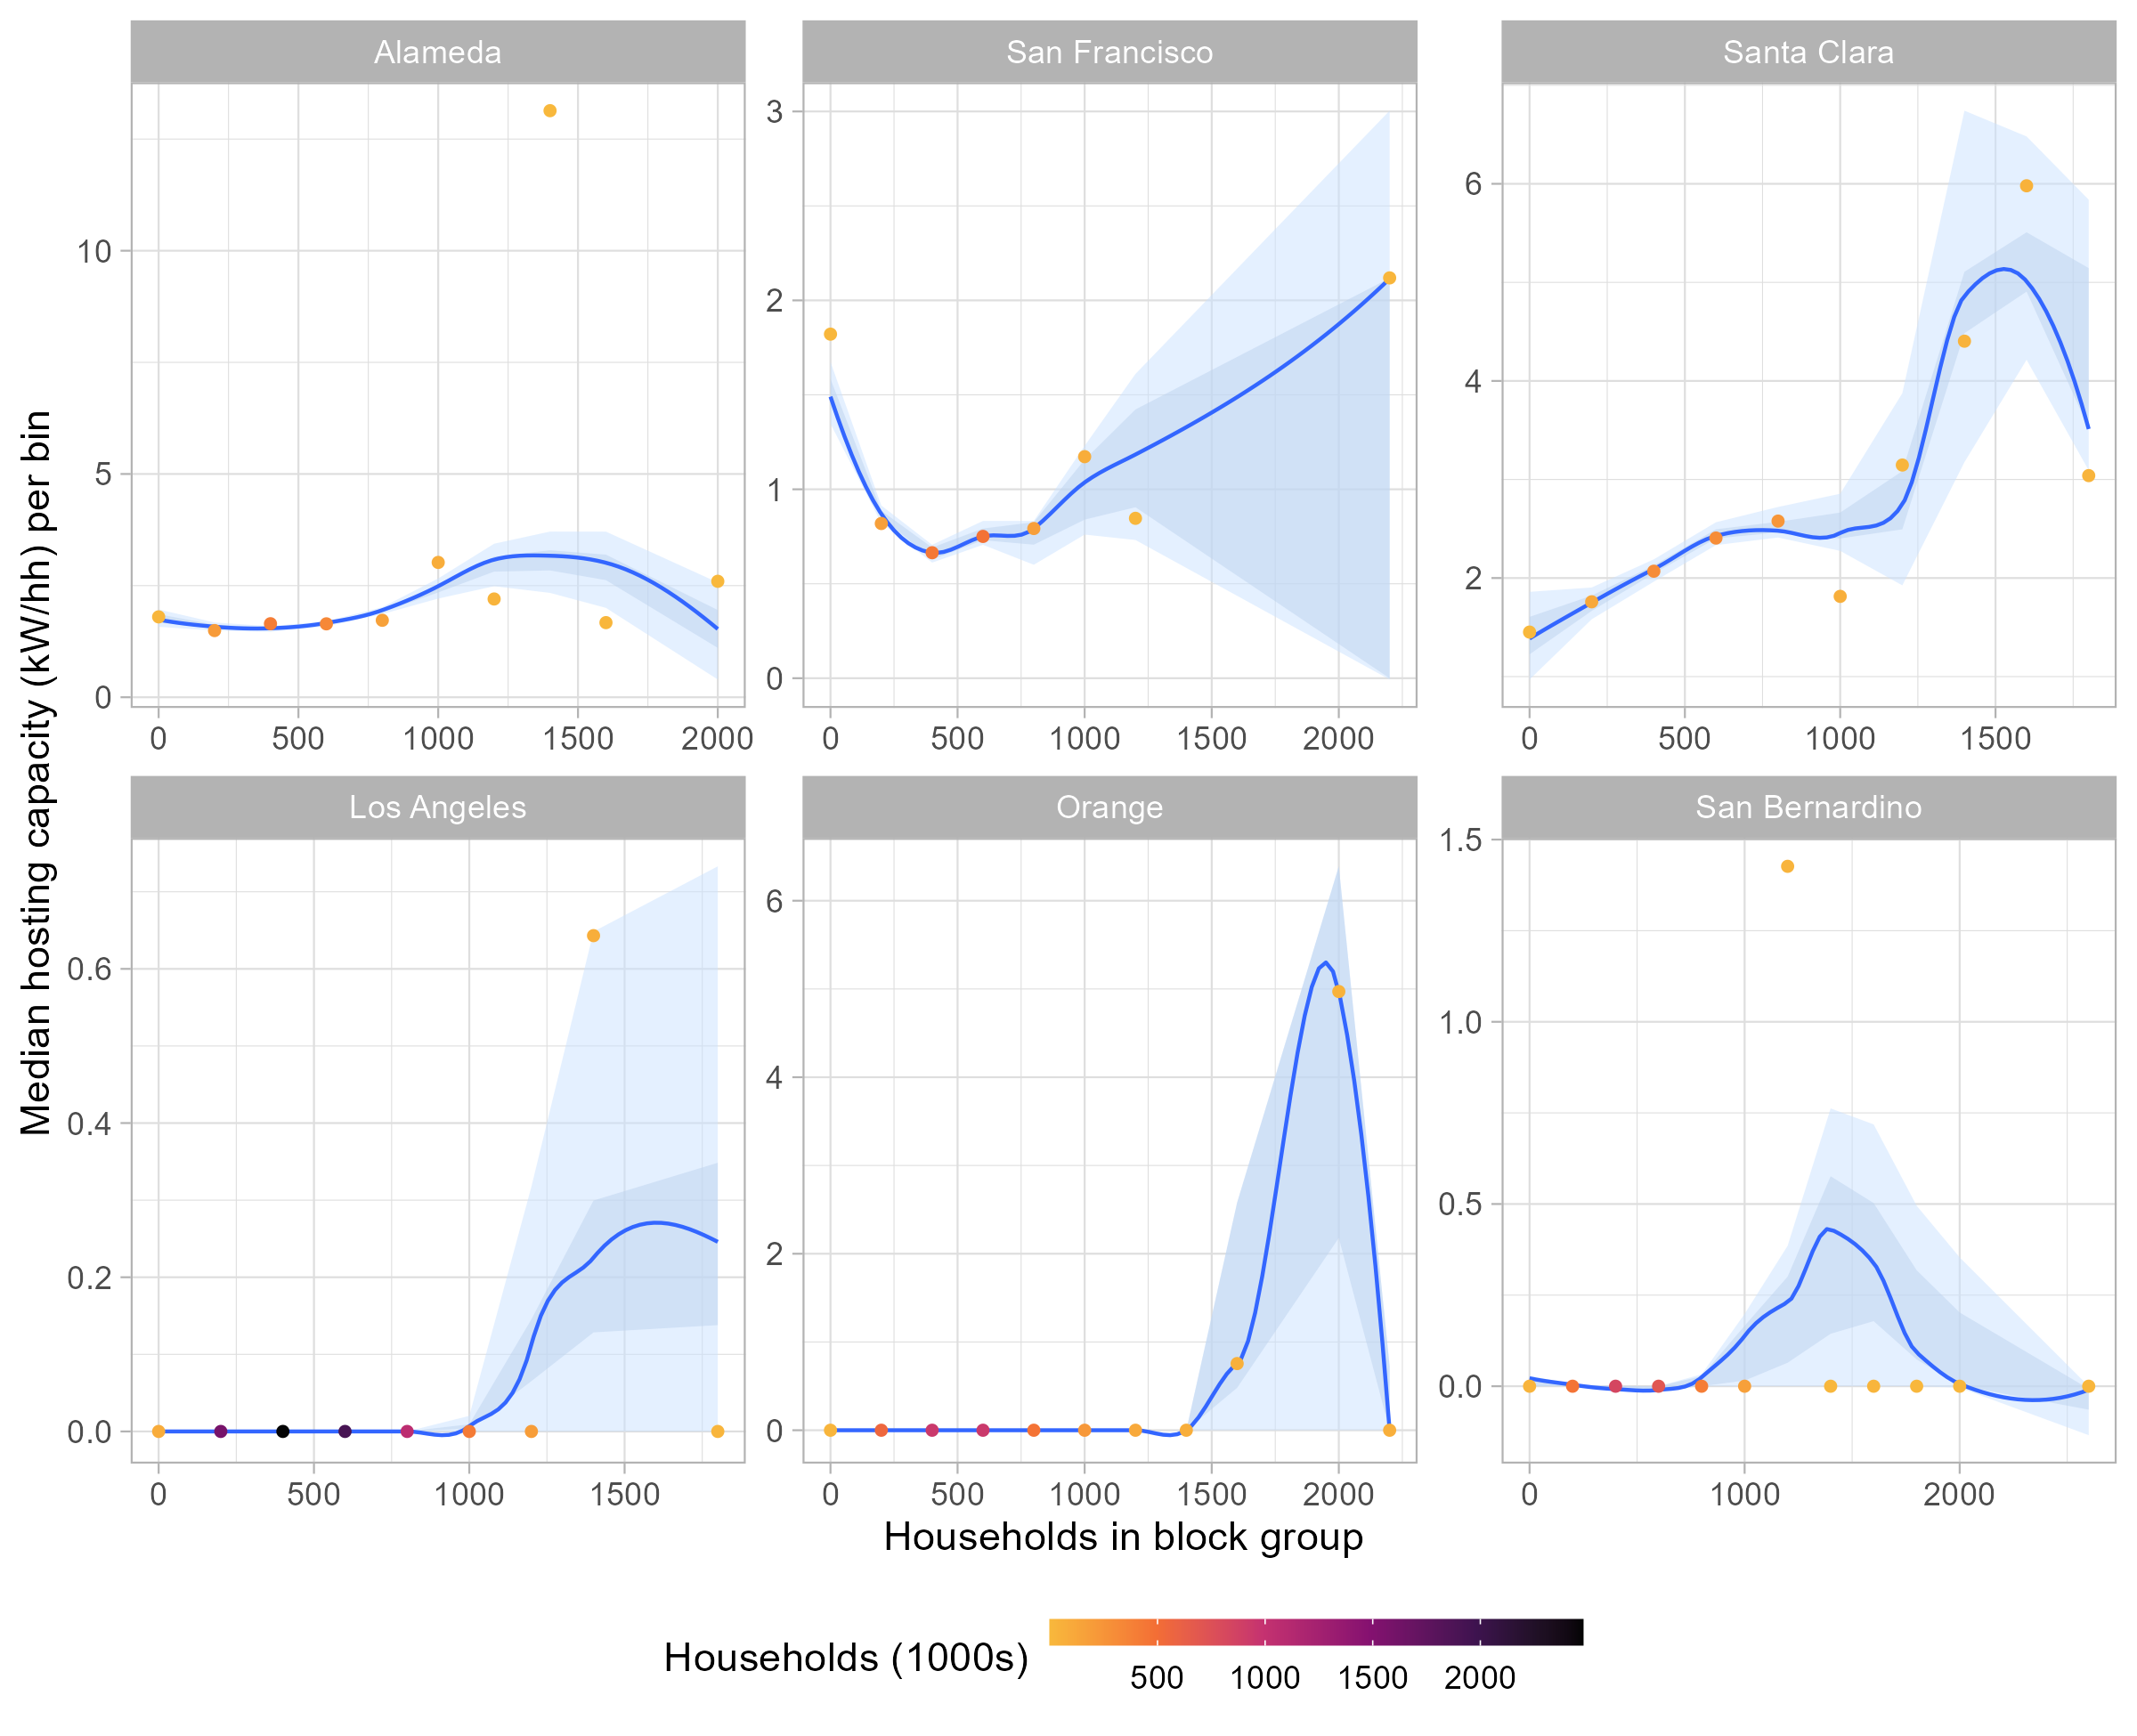 Alameda
San Francisco
Santa Clara
10
5
0
3
2
1
0
6
4
2
0 500 1000 1500 2000
0 500 1000 1500 2000
0 500 1000 1500
Median hosting capacity (kW/hh) per bin
Los Angeles
Orange
San Bernardino
0.6
0.4
0.2
0.0
6
4
2
0
1.5
1.0
0.5
0.0
0 500 1000 1500
0 500 1000 1500 2000
0 1000 2000
Households in block group
Households (1000s)
500 1000 1500 2000